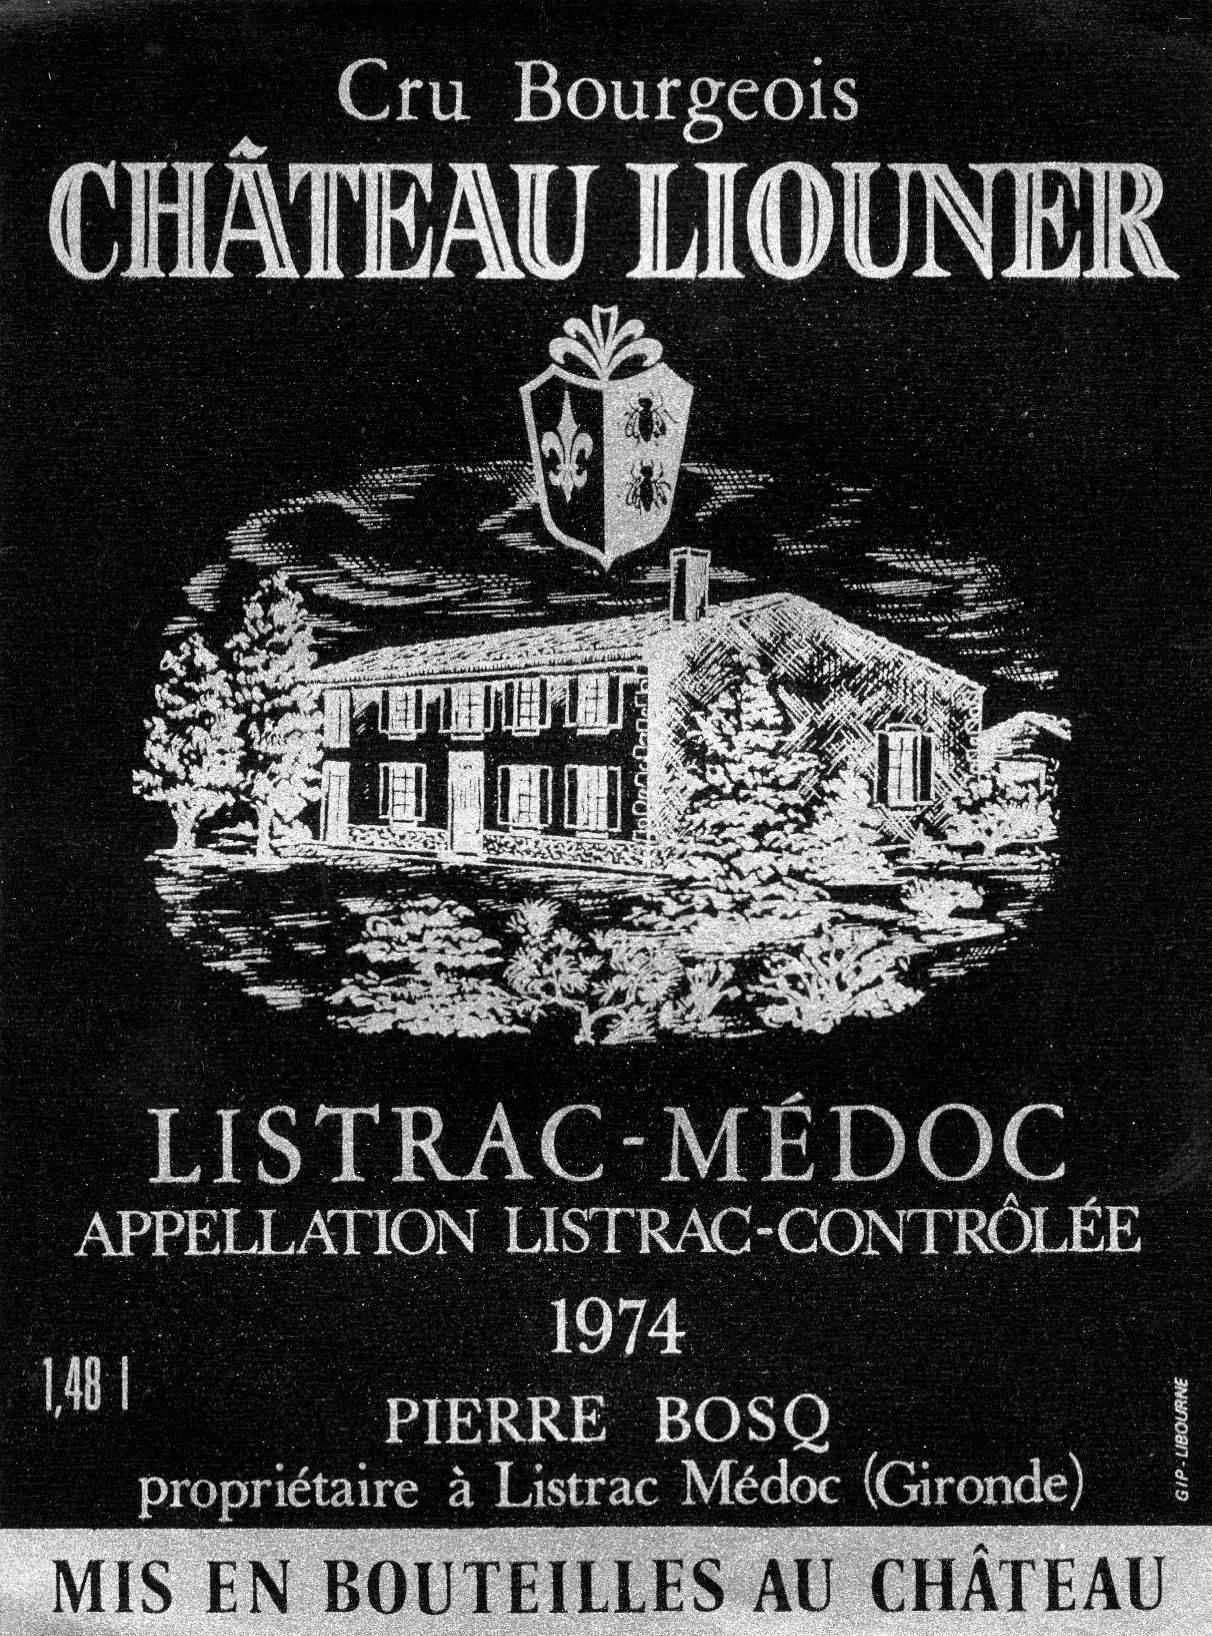 Cru Bourgeois
CHÂTEAU LIOUNER
LISTRAC-MÉDOC
APPELLATION LISTRAC-CONTRÔLÉE
1974
1,48 l
PIERRE BOSQ
propriétaire à Listrac Médoc (Gironde)
GIP-LIBOURNE
MIS EN BOUTEILLES AU CHÂTEAU